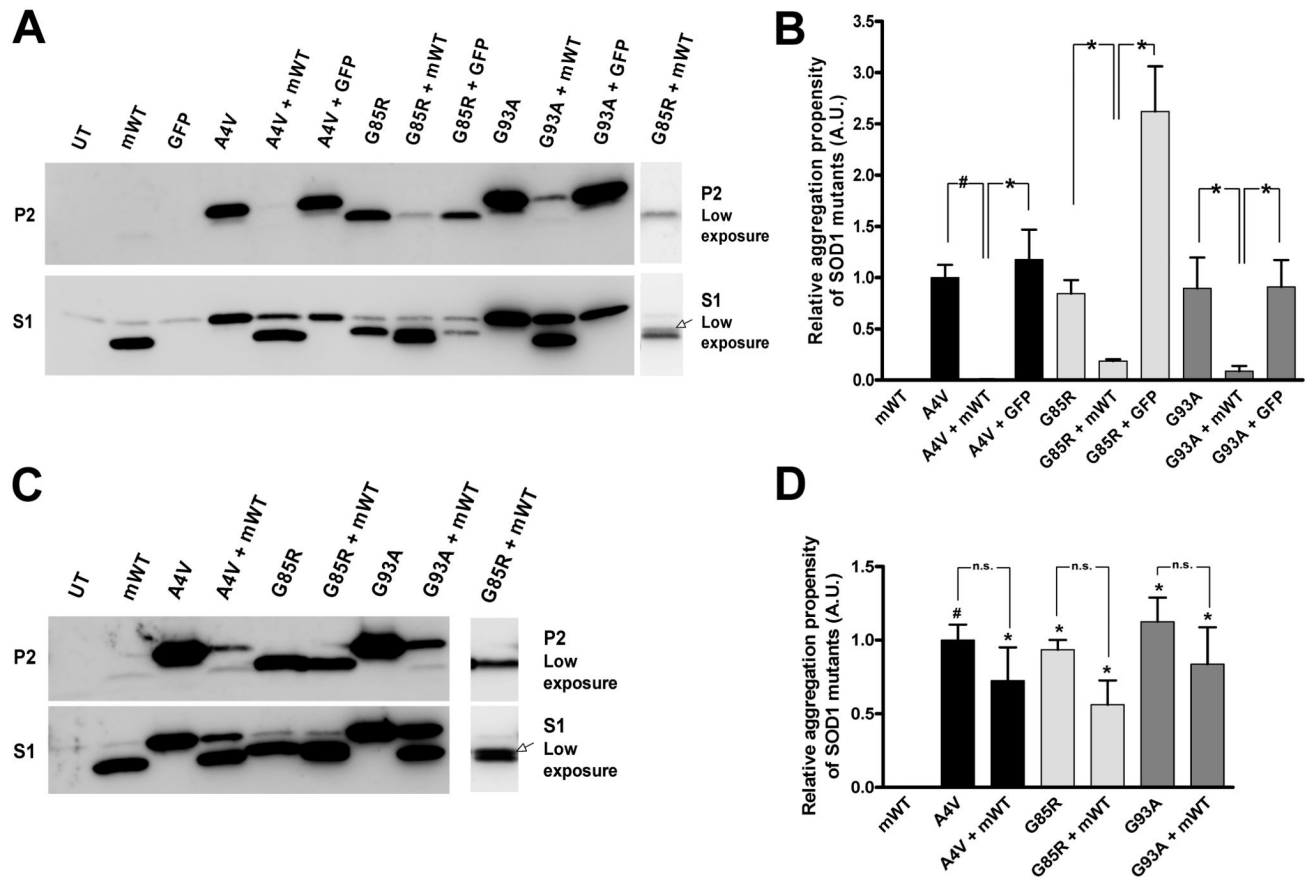 A
UT
mWT
GFP
A4V
A4V + mWT
A4V + GFP
G85R
G85R + mWT
G85R + GFP
G93A
G93A + mWT
G93A + GFP
G85R + mWT
P2
P2
Low
exposure
S1
S1
Low
exposure
B
Relative aggregation propensity
of SOD1 mutants (A.U.)
3.5
3.0
2.5
2.0
1.5
1.0
0.5
0.0
* *
# *
* *
mWT
A4V
A4V + mWT
A4V + GFP
G85R
G85R + mWT
G85R + GFP
G93A
G93A + mWT
G93A + GFP
C
UT
mWT
A4V
A4V + mWT
G85R
G85R + mWT
G93A
G93A + mWT
G85R + mWT
P2
P2
Low
exposure
S1
S1
Low
exposure
D
Relative aggregation propensity
of SOD1 mutants (A.U.)
1.5
1.0
0.5
0.0
n.s.
n.s.
n.s.
#
*
*
*
*
*
mWT
A4V
A4V + mWT
G85R
G85R + mWT
G93A
G93A + mWT